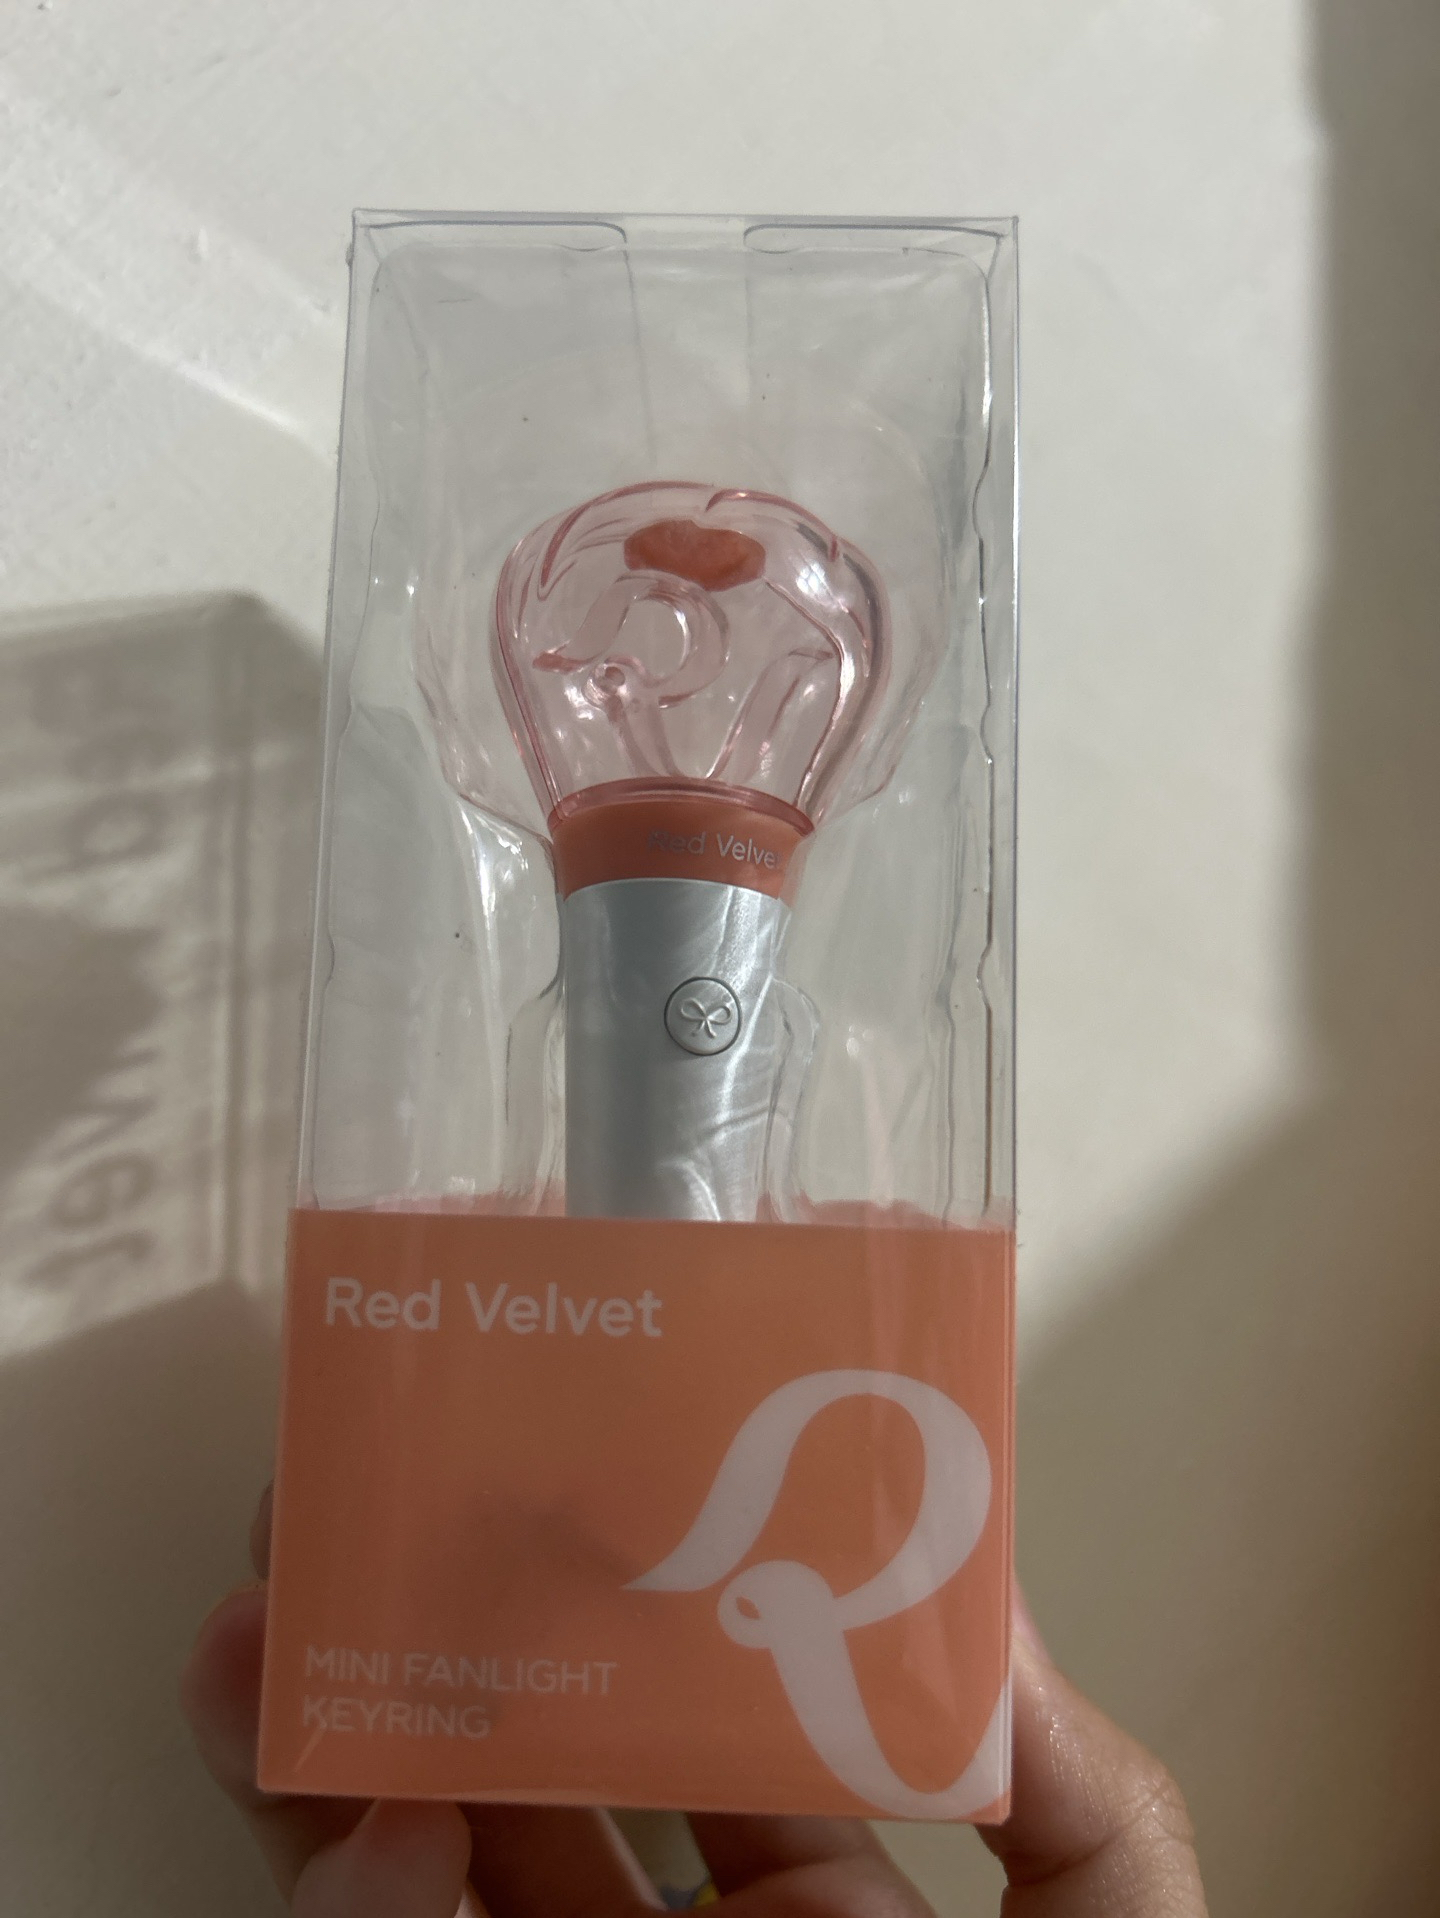 Red Velvet
Red Velvet
MINI FANLIGHT
KEYRING